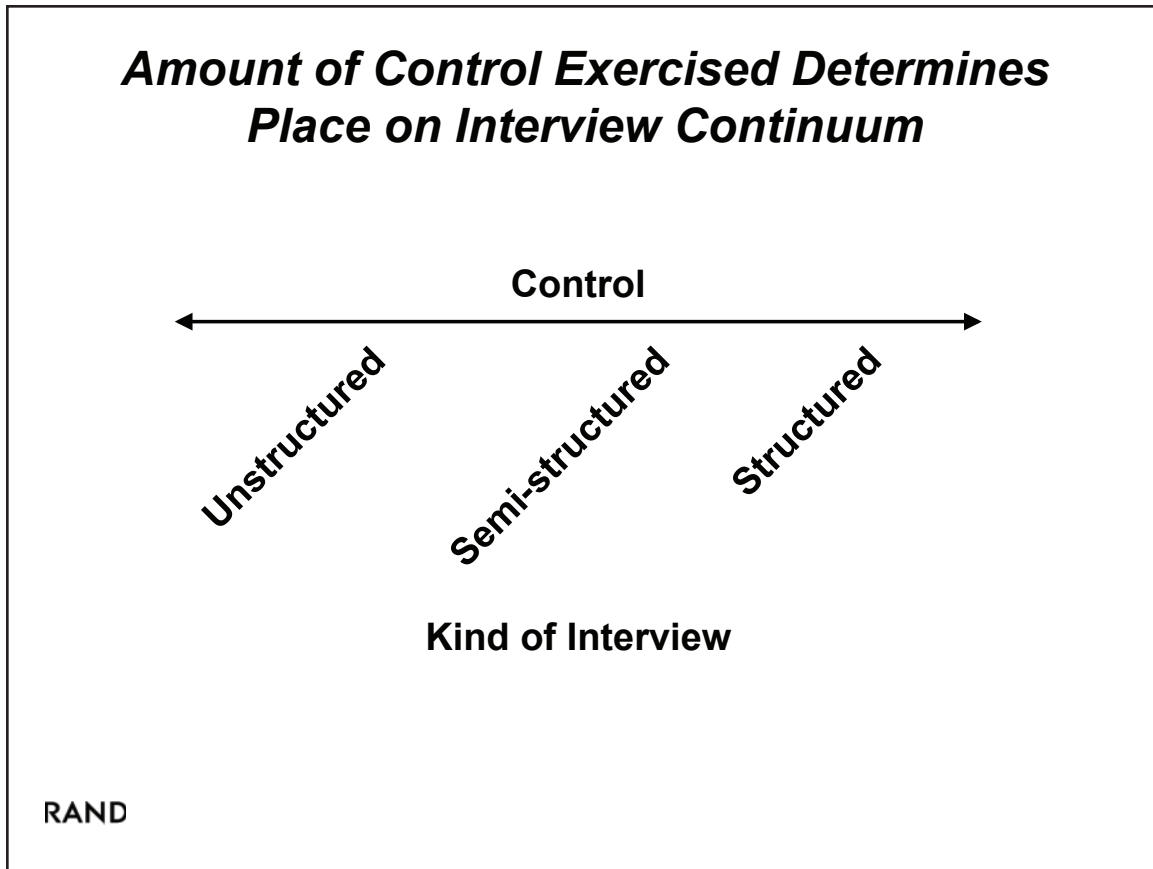 Amount of Control Exercised Determines
Place on Interview Continuum
Control
Unstructured
Semi-structured
Structured
Kind of Interview
RAND